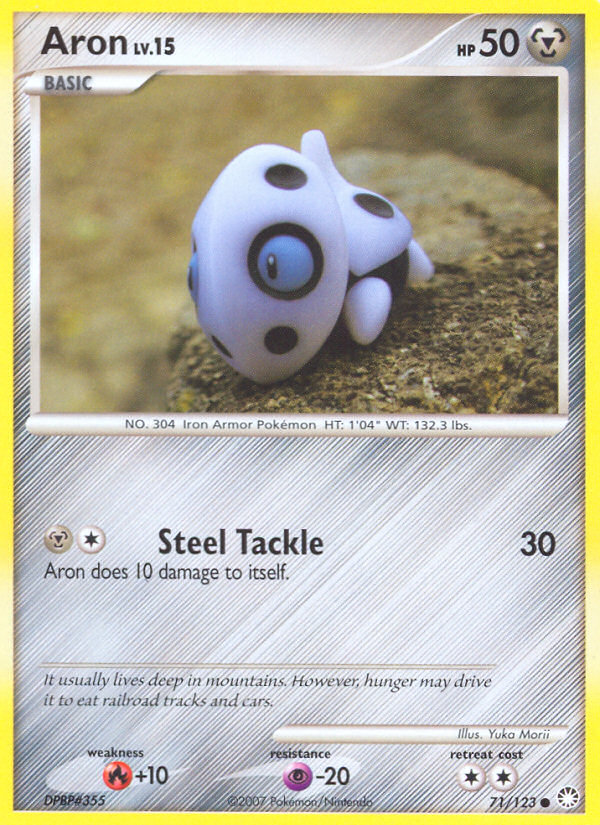 Aron LV.15
HP 50
BASIC
NO. 304 Iron Armor Pokémon HT: 1'04" WT: 132.3 lbs.
Steel Tackle 30
Aron does 10 damage to itself.
It usually lives deep in mountains. However, hunger may drive
it to eat railroad tracks and cars.
Illus. Yuka Morii
weakness resistance retreat cost
+10 -20
DPBP#355 ©2007 Pokémon/Nintendo 71/123